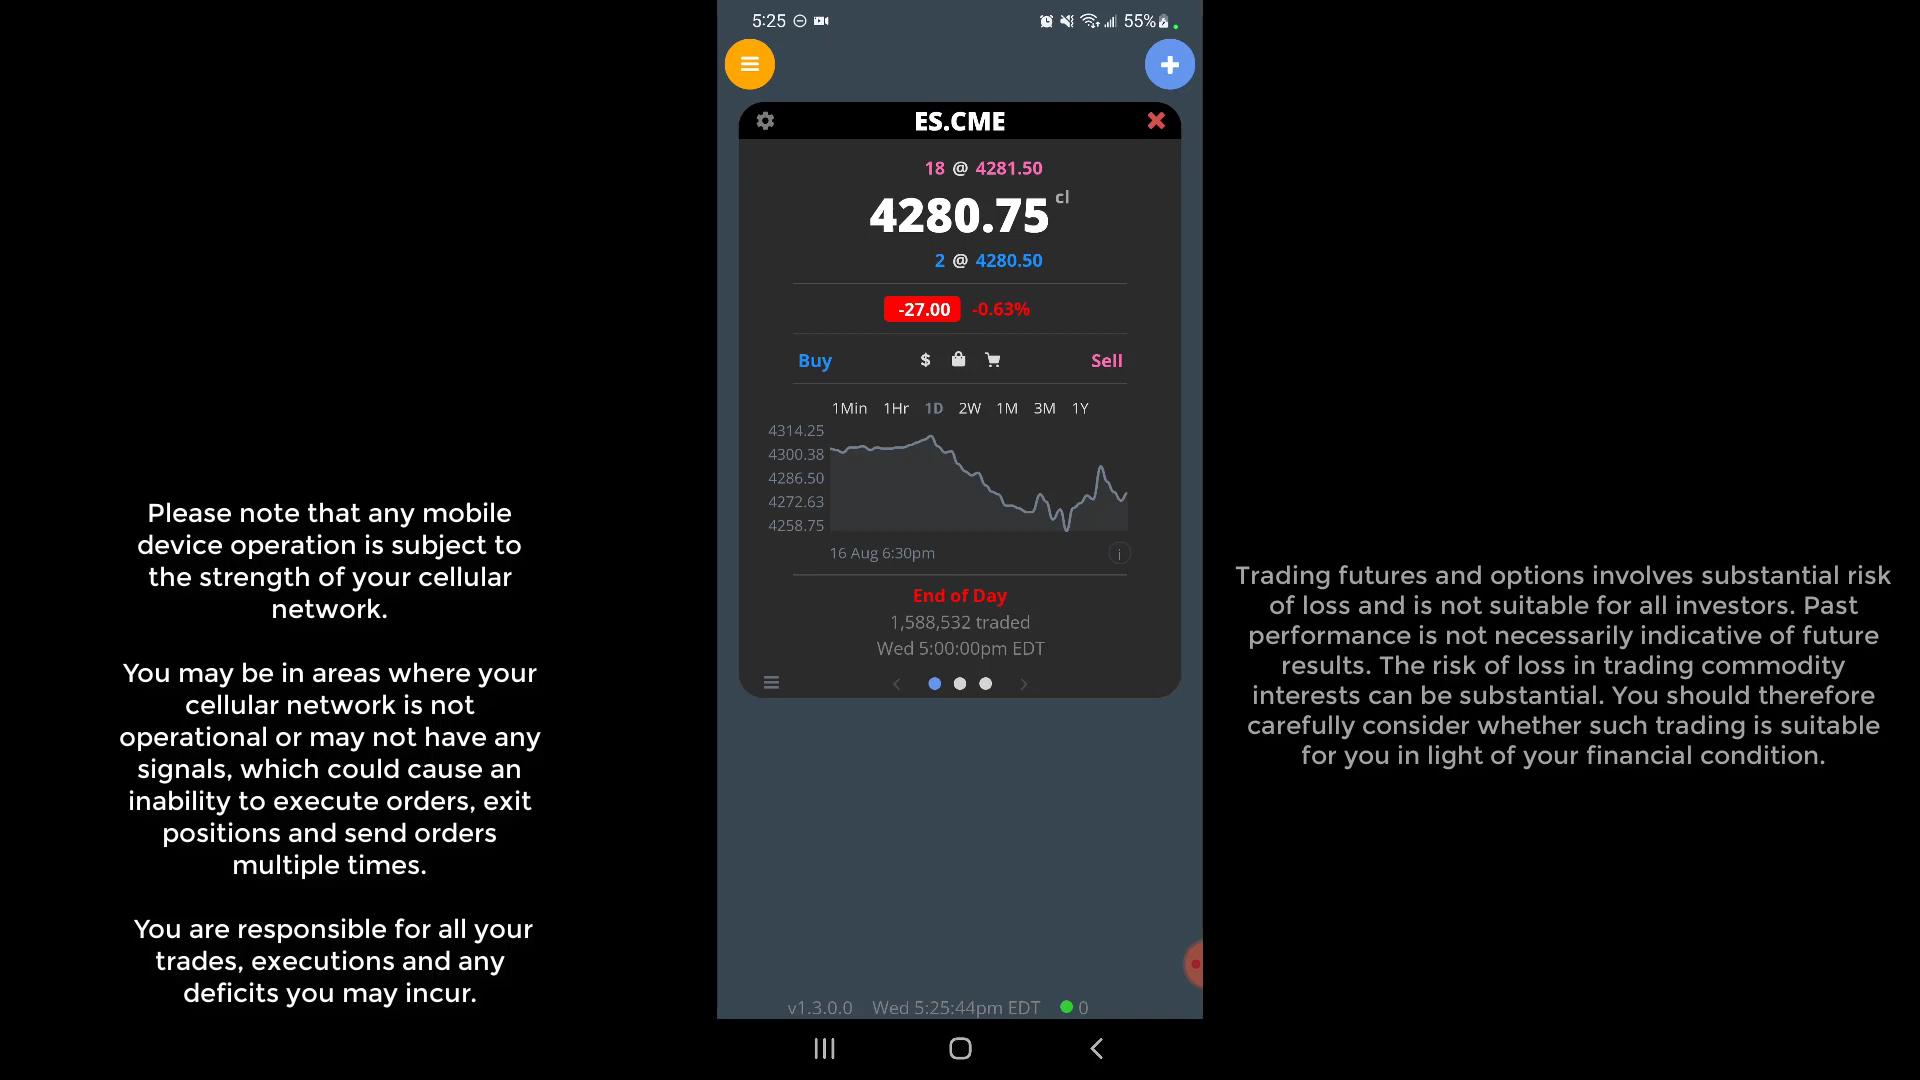 5:25
55%
ES.CME
18 @ 4281.50
4280.75 cl
2 @ 4280.50
-27.00 -0.63%
Buy $ Sell
1Min 1Hr 1D 2W 1M 3M 1Y
4314.25
4300.38
4286.50
4272.63
4258.75
16 Aug 6:30pm
i
End of Day
1,588,532 traded
Wed 5:00:00pm EDT
v1.3.0.0 Wed 5:25:44pm EDT 0
Please note that any mobile
device operation is subject to
the strength of your cellular
network.
You may be in areas where your
cellular network is not
operational or may not have any
signals, which could cause an
inability to execute orders, exit
positions and send orders
multiple times.
You are responsible for all your
trades, executions and any
deficits you may incur.
Trading futures and options involves substantial risk
of loss and is not suitable for all investors. Past
performance is not necessarily indicative of future
results. The risk of loss in trading commodity
interests can be substantial. You should therefore
carefully consider whether such trading is suitable
for you in light of your financial condition.